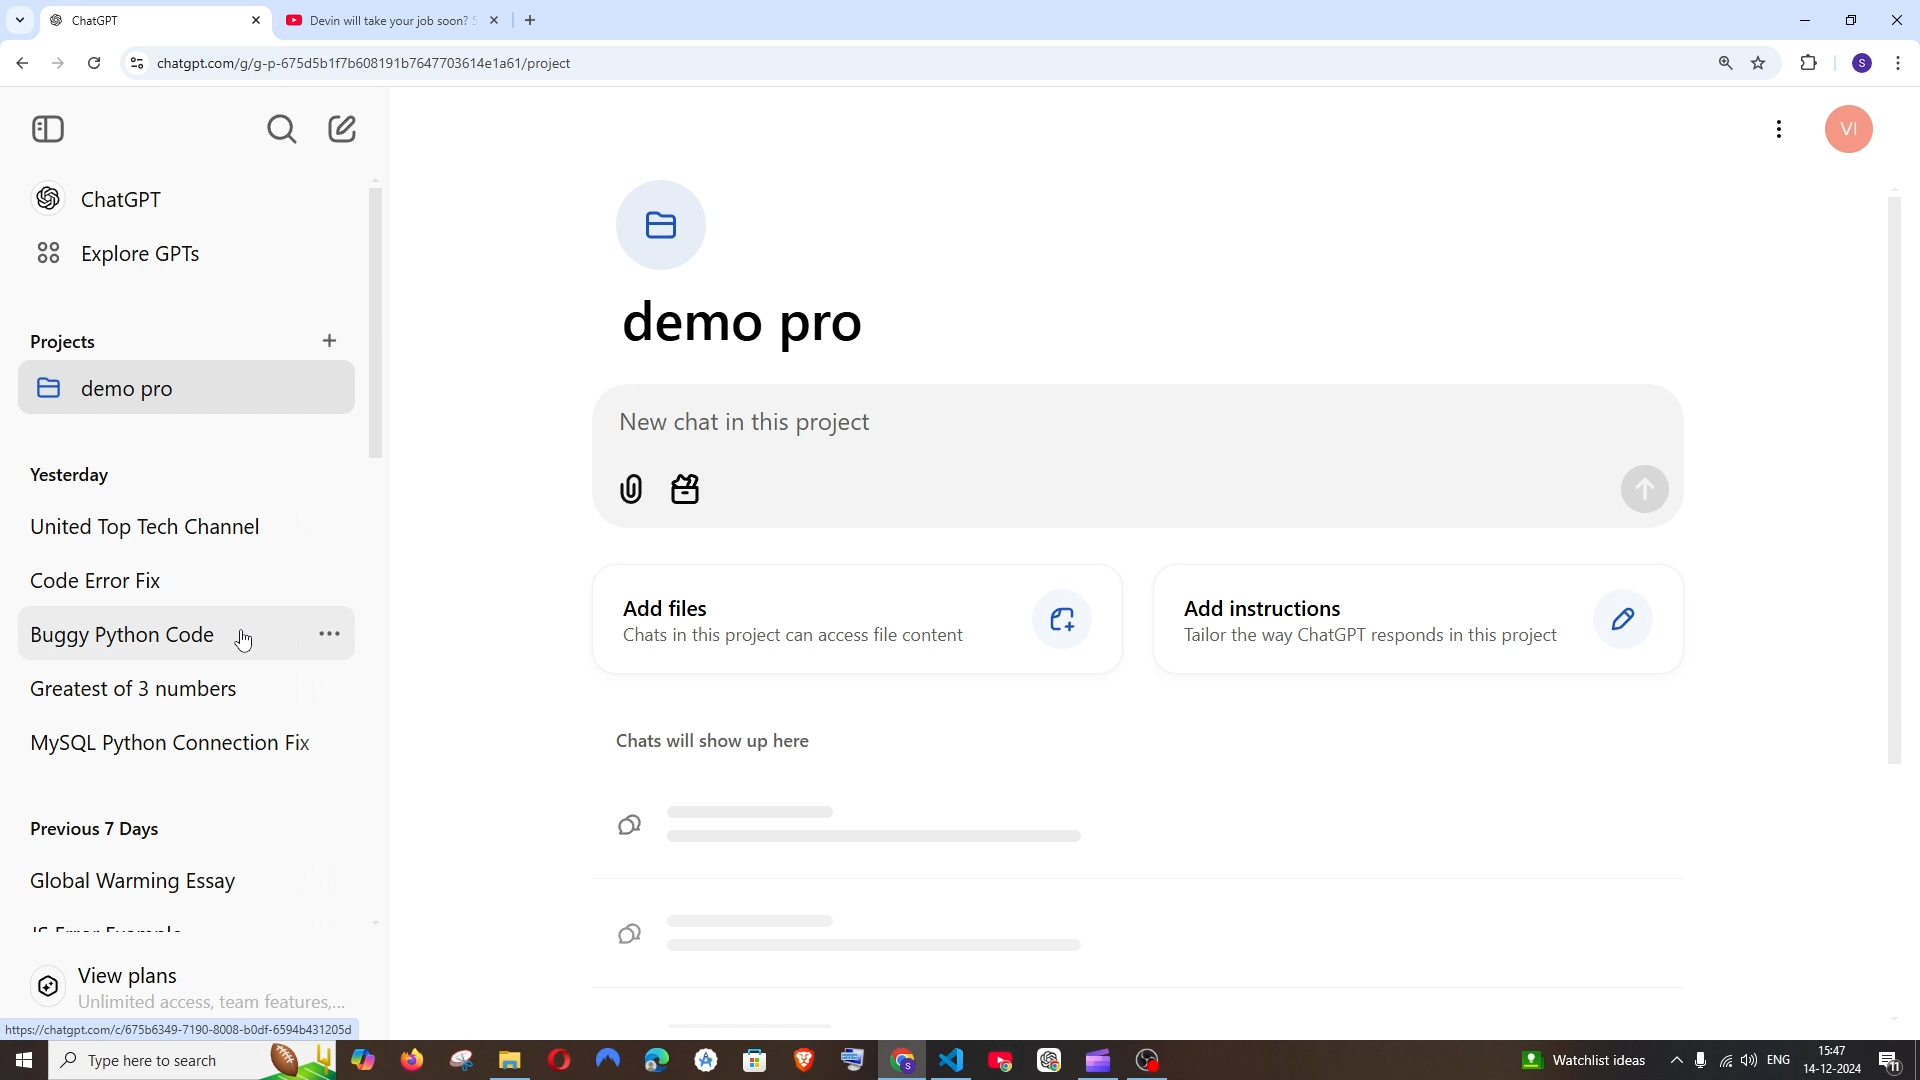 ChatGPT
Devin will take your job soon? 5
chatgpt.com/g/g-p-675d5b1f7b608191b7647703614e1a61/project
S
VI
ChatGPT
Explore GPTs
Projects
demo pro
Yesterday
United Top Tech Channel
Code Error Fix
Buggy Python Code
Greatest of 3 numbers
MySQL Python Connection Fix
Previous 7 Days
Global Warming Essay
JS Error Example
View plans
Unlimited access, team features,...
demo pro
New chat in this project
Add files
Chats in this project can access file content
Add instructions
Tailor the way ChatGPT responds in this project
Chats will show up here
https://chatgpt.com/c/675b6349-7190-8008-b0df-6594b431205d
Type here to search
Watchlist ideas
ENG
15:47
14-12-2024
11